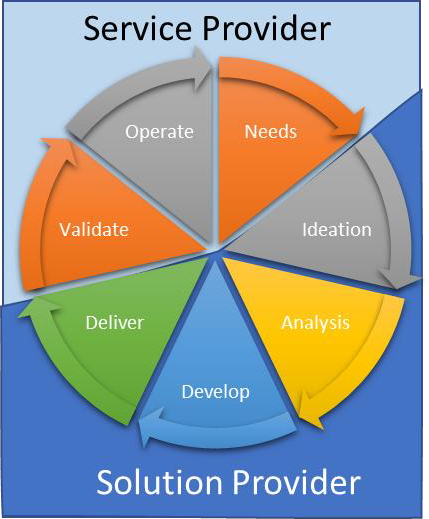 Service Provider
Operate
Needs
Validate
Ideation
Deliver
Analysis
Develop
Solution Provider